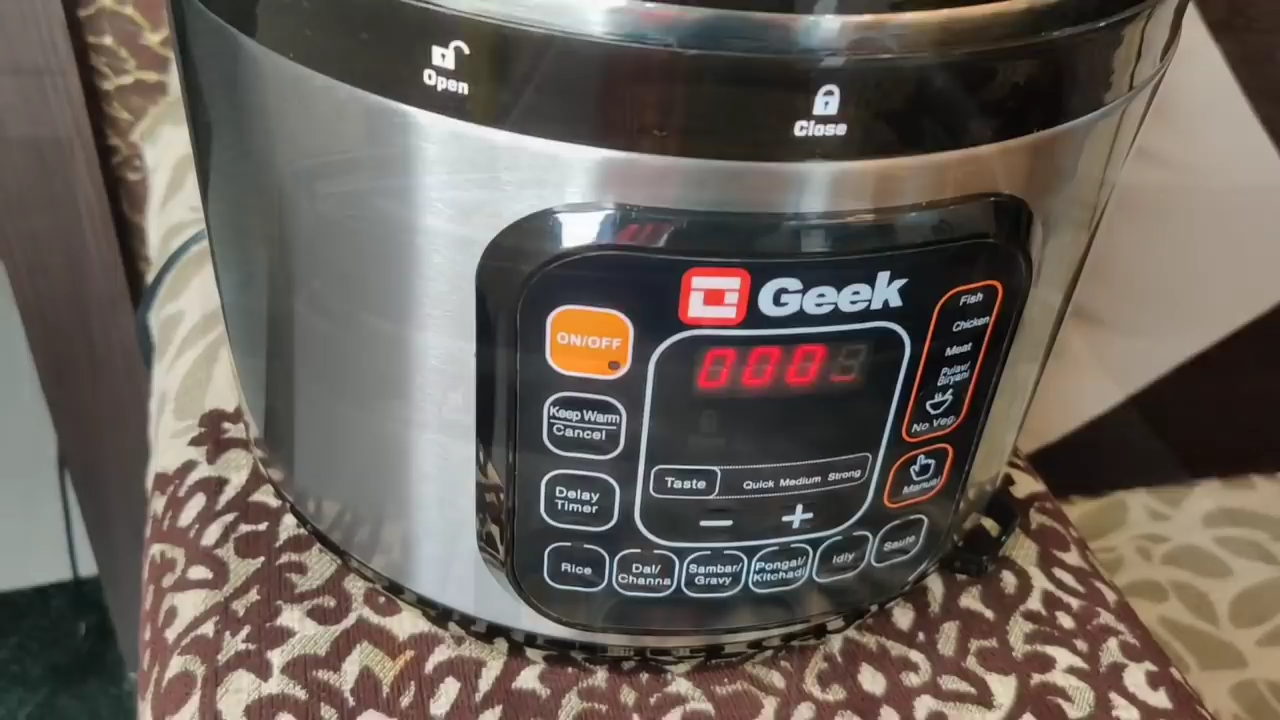 Open
Close
Geek
ON/OFF
000
Fish
Chicken
Meat
Pulav/
Biryani
No Veg.
Keep Warm
Cancel
Taste
Quick Medium Strong
Manual
Delay
Timer
− +
Rice
Dal/
Channa
Sambar/
Gravy
Pongal/
Kitchadi
Idly
Saute